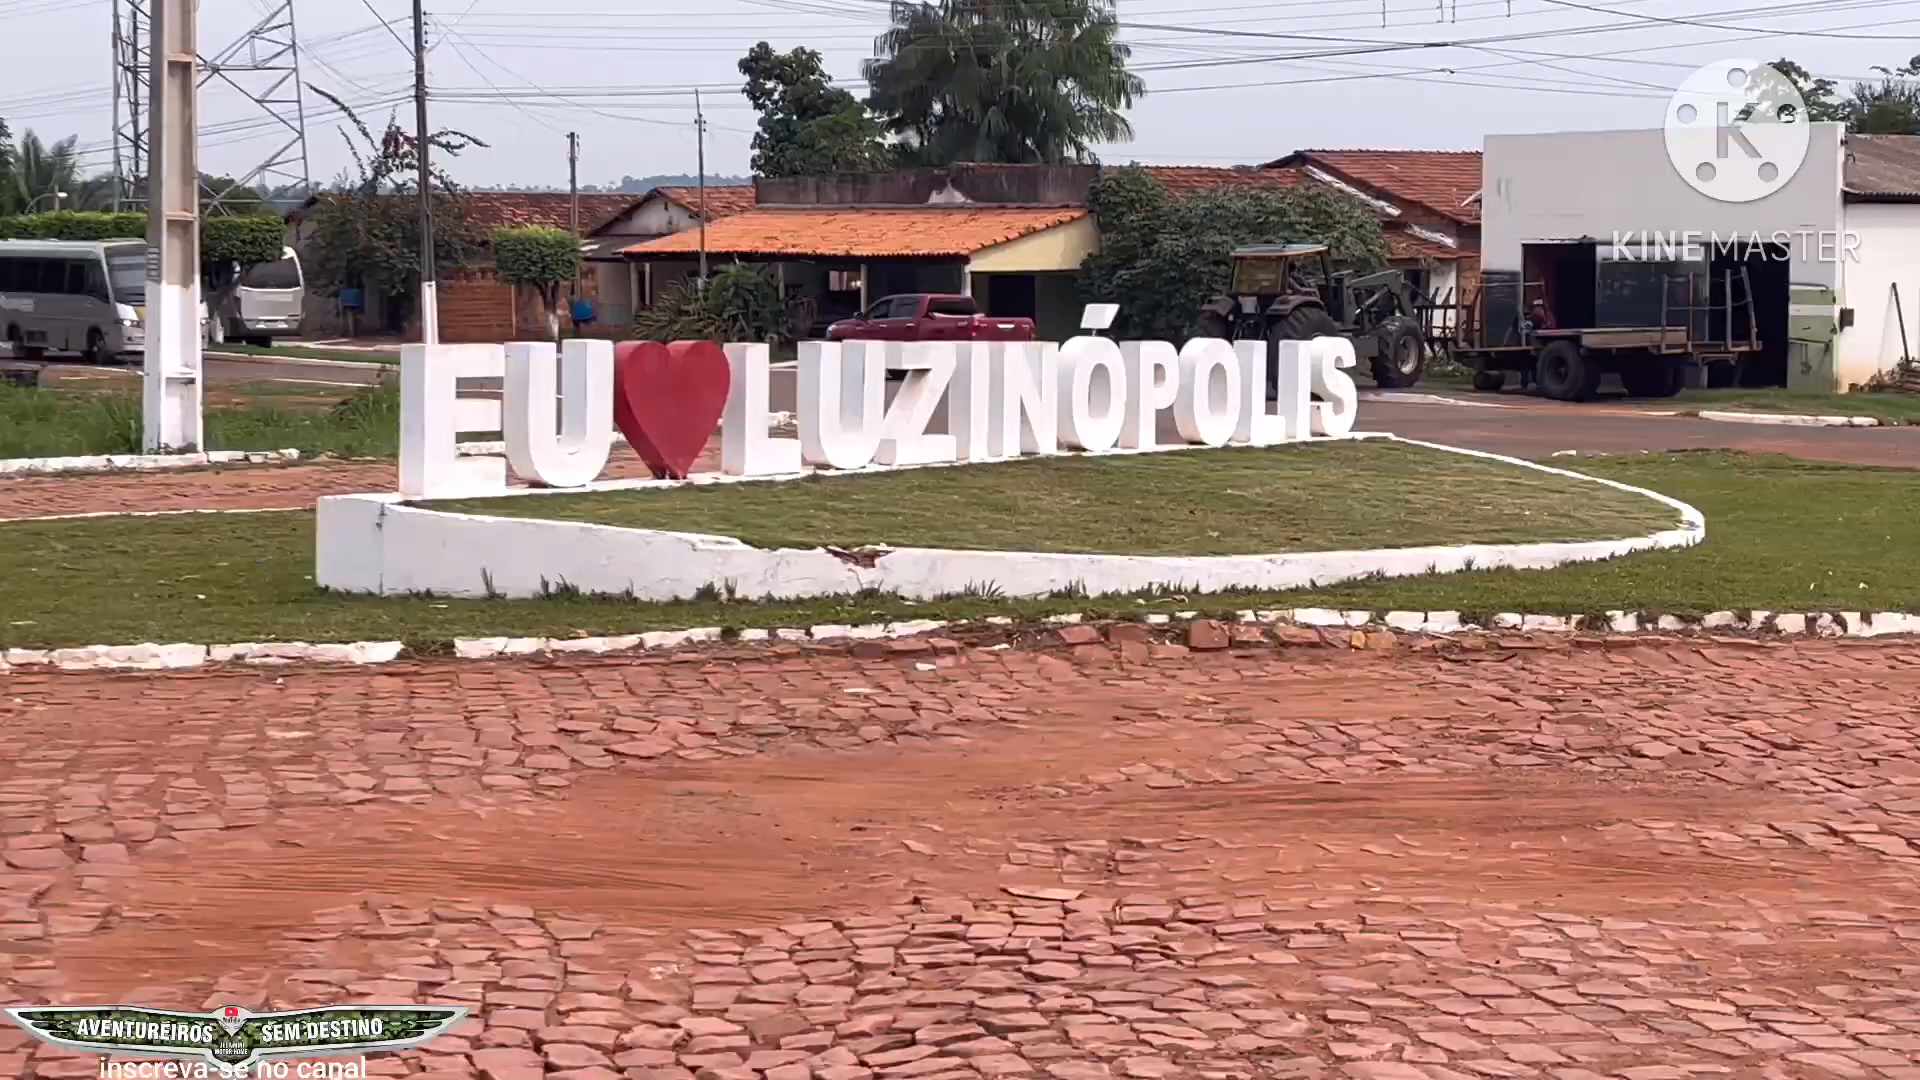 KINEMASTER
EU LUZINÓPOLIS
AVENTUREIROS SEM DESTINO
inscreva-se no canal